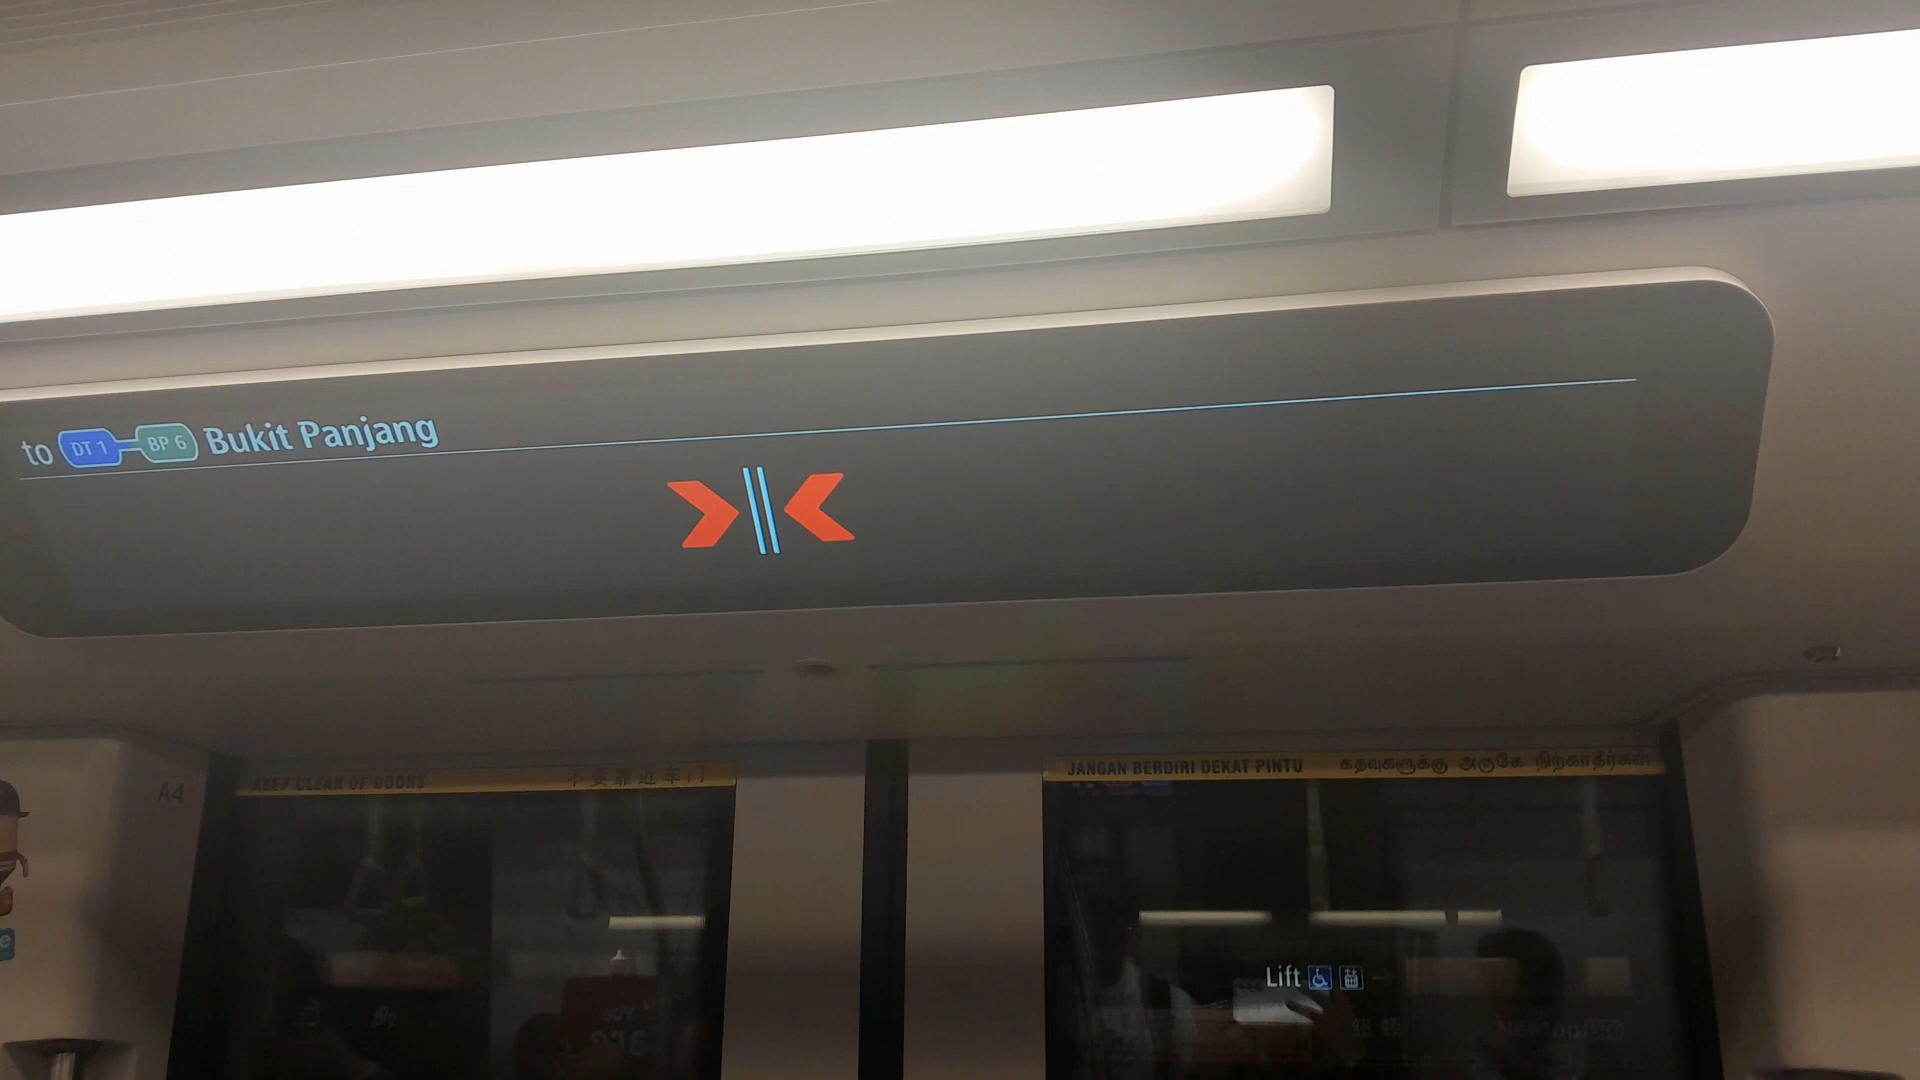 to DT 1 BP 6 Bukit Panjang
A4
KEEP CLEAR OF DOORS 不要靠近车门
JANGAN BERDIRI DEKAT PINTU கதவுகளுக்கு அருகே நிற்காதீர்கள்
e
Lift
Newton